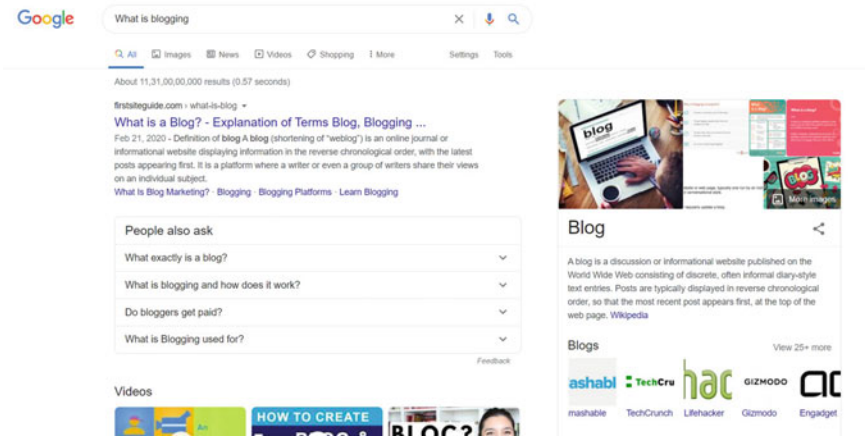 Google
What is blogging
All Images News Videos Shopping More Settings Tools
About 11,31,00,00,000 results (0.57 seconds)
firstsiteguide.com › what-is-blog
What is a Blog? - Explanation of Terms Blog, Blogging ...
Feb 21, 2020 - Definition of blog A blog (shortening of "weblog") is an online journal or
informational website displaying information in the reverse chronological order, with the latest
posts appearing first. It is a platform where a writer or even a group of writers share their views
on an individual subject.
What Is Blog Marketing? · Blogging · Blogging Platforms · Learn Blogging
People also ask
What exactly is a blog?
What is blogging and how does it work?
Do bloggers get paid?
What is Blogging used for?
Feedback
Videos
An
HOW TO CREATE
BLOG?
blog
More images
Blog
A blog is a discussion or informational website published on the
World Wide Web consisting of discrete, often informal diary-style
text entries. Posts are typically displayed in reverse chronological
order, so that the most recent post appears first, at the top of the
web page. Wikipedia
Blogs View 25+ more
ashabl TechCru hac GIZMODO
mashable TechCrunch Lifehacker Gizmodo Engadget